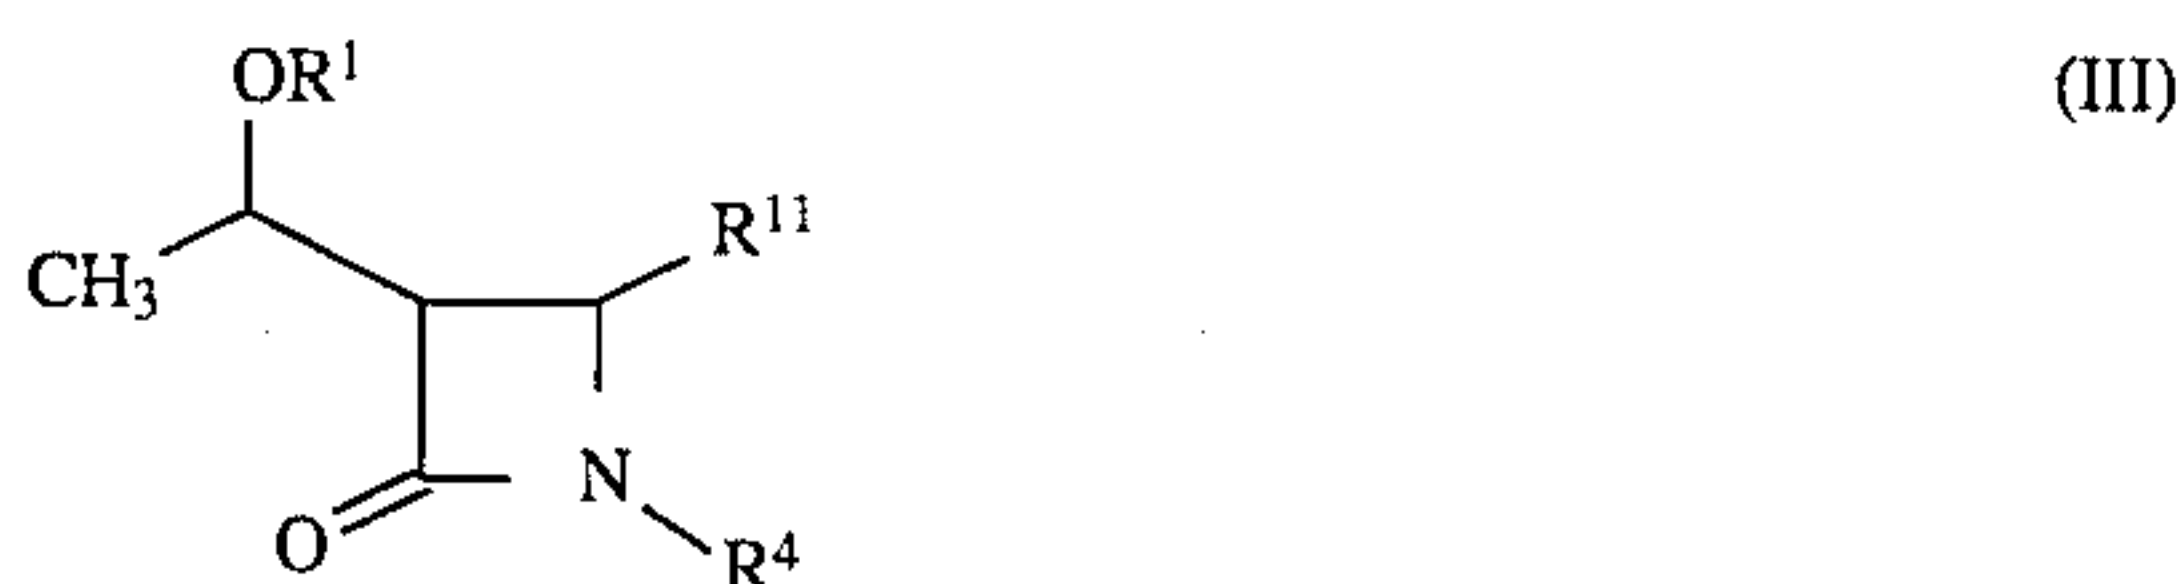 OR¹ (III)
R¹¹
CH₃
N
O
R⁴